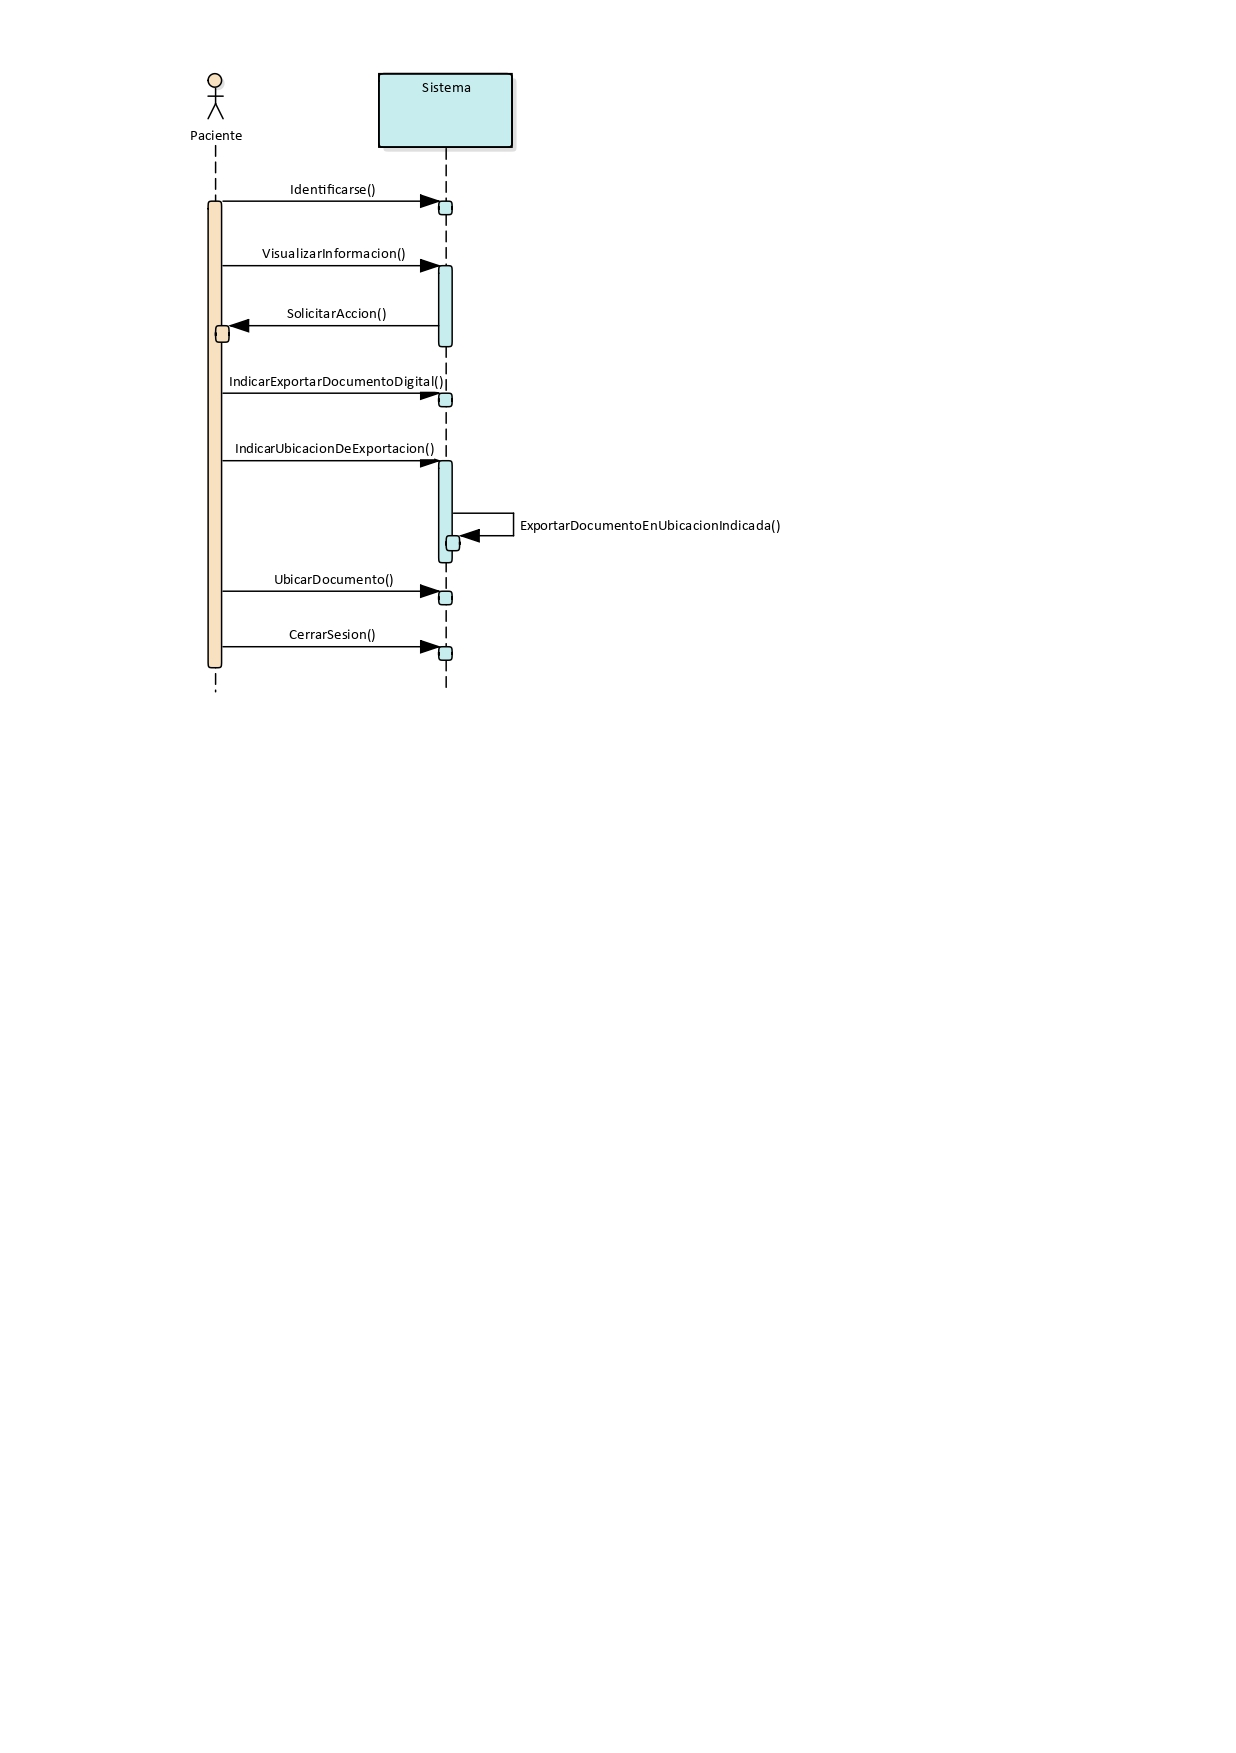 Sistema
Paciente
Identificarse()
VisualizarInformacion()
SolicitarAccion()
IndicarExportarDocumentoDigital()
IndicarUbicacionDeExportacion()
ExportarDocumentoEnUbicacionIndicada()
UbicarDocumento()
CerrarSesion()